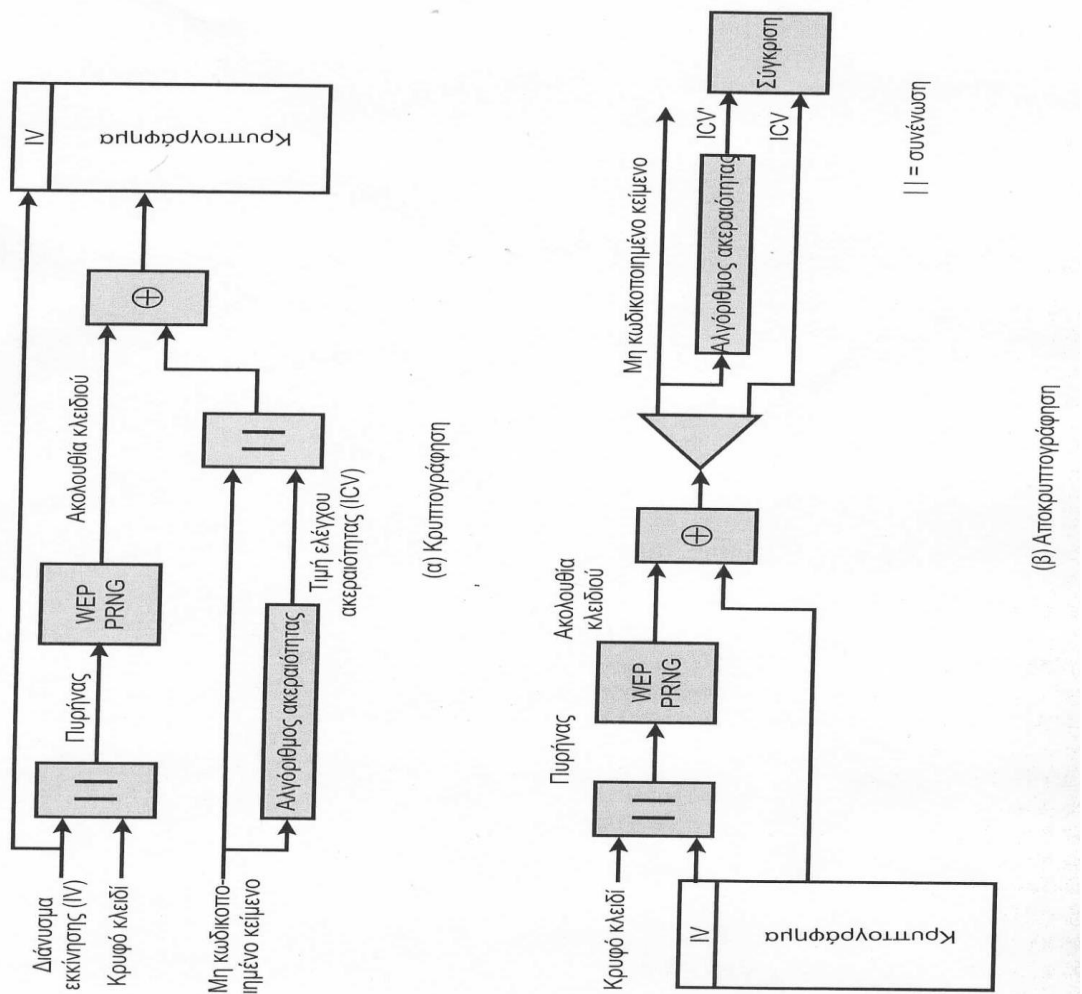 Διάνυσμα
εκκίνησης (IV)
Κρυφό κλειδί
||
Πυρήνας
WEP
PRNG
Ακολουθία κλειδιού
⊕
IV
Κρυπτογράφημα
Μη κωδικοπο-
ιημένο κείμενο
Αλγόριθμος ακεραιότητας
Τιμή ελέγχου
ακεραιότητας (ICV)
||
(α) Κρυπτογράφηση
Κρυφό κλειδί
IV
Κρυπτογράφημα
||
Πυρήνας
WEP
PRNG
Ακολουθία
κλειδιού
⊕
Μη κωδικοποιημένο κείμενο
Αλγόριθμος ακεραιότητας
ICV'
ICV
Σύγκριση
|| = συνένωση
(β) Αποκρυπτογράφηση